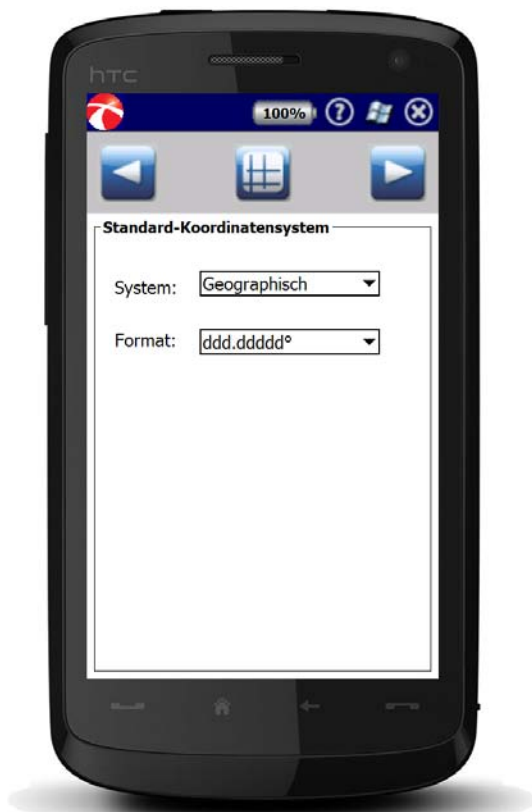 hTC
100% ?
Standard-Koordinatensystem
System: Geographisch
Format: ddd.ddddd°